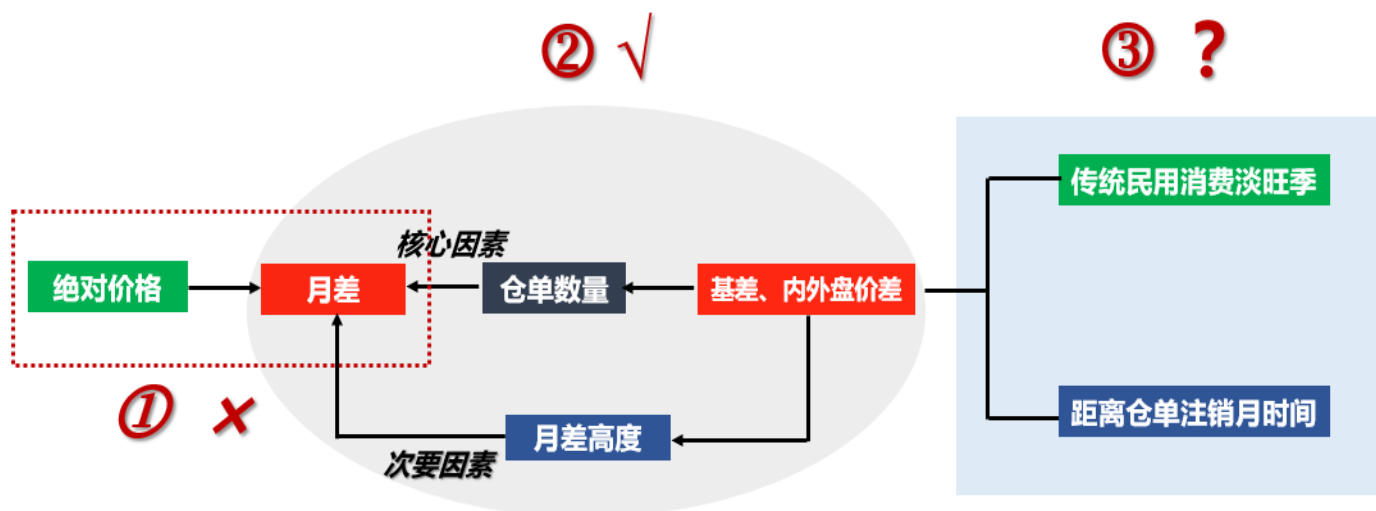 ② √
③ ?
传统民用消费淡旺季
核心因素
绝对价格
月差
仓单数量
基差、内外盘价差
① ×
距离仓单注销月时间
月差高度
次要因素